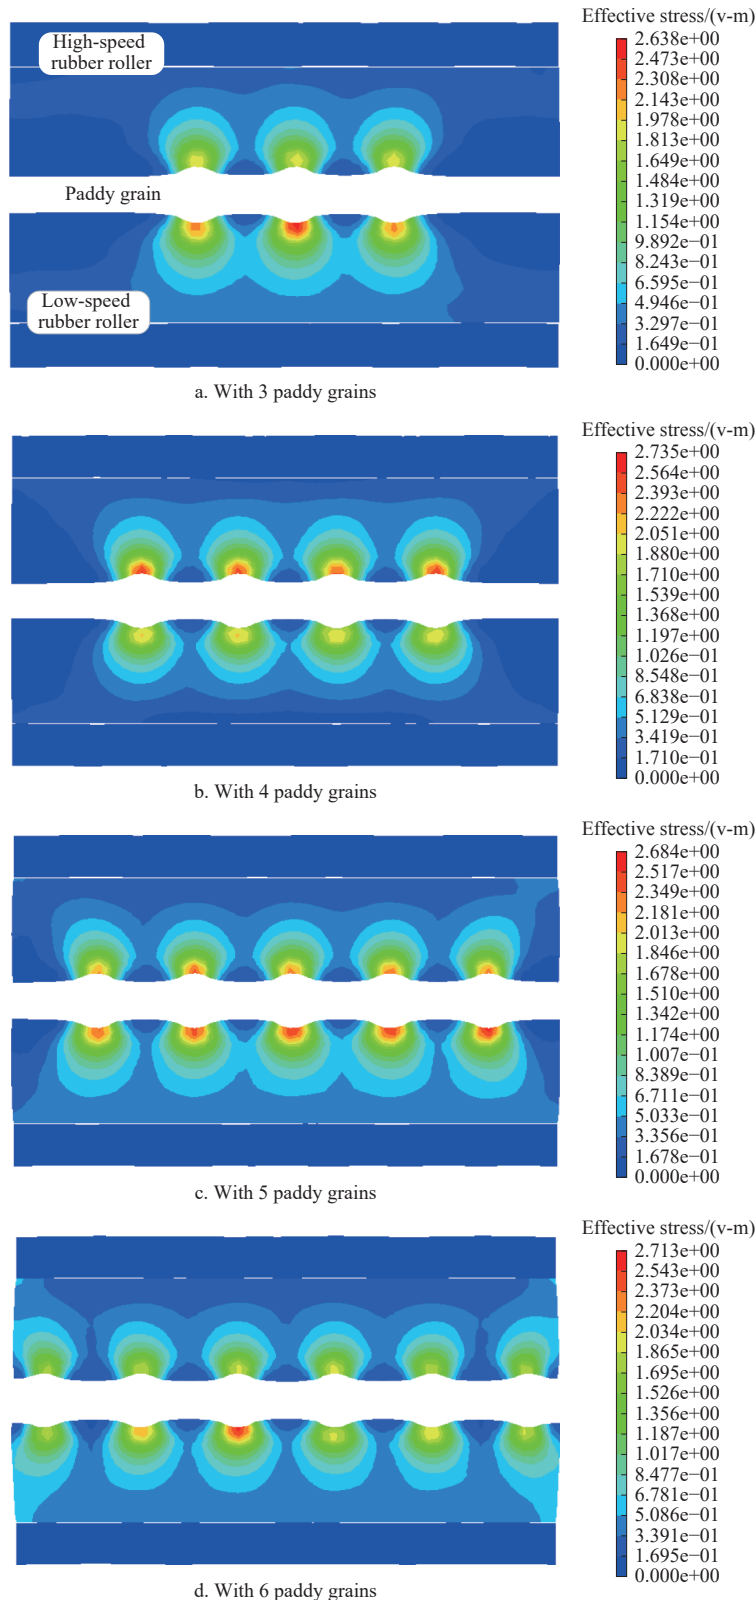 Effective stress/(v-m)
2.638e+00
2.473e+00
2.308e+00
2.143e+00
1.978e+00
1.813e+00
1.649e+00
1.484e+00
1.319e+00
1.154e+00
9.892e−01
8.243e−01
6.595e−01
4.946e−01
3.297e−01
1.649e−01
0.000e+00
High-speed
rubber roller
Paddy grain
Low-speed
rubber roller
a. With 3 paddy grains
Effective stress/(v-m)
2.735e+00
2.564e+00
2.393e+00
2.222e+00
2.051e+00
1.880e+00
1.710e+00
1.539e+00
1.368e+00
1.197e+00
1.026e−01
8.548e−01
6.838e−01
5.129e−01
3.419e−01
1.710e−01
0.000e+00
b. With 4 paddy grains
Effective stress/(v-m)
2.684e+00
2.517e+00
2.349e+00
2.181e+00
2.013e+00
1.846e+00
1.678e+00
1.510e+00
1.342e+00
1.174e+00
1.007e−01
8.389e−01
6.711e−01
5.033e−01
3.356e−01
1.678e−01
0.000e+00
c. With 5 paddy grains
Effective stress/(v-m)
2.713e+00
2.543e+00
2.373e+00
2.204e+00
2.034e+00
1.865e+00
1.695e+00
1.526e+00
1.356e+00
1.187e+00
1.017e−01
8.477e−01
6.781e−01
5.086e−01
3.391e−01
1.695e−01
0.000e+00
d. With 6 paddy grains